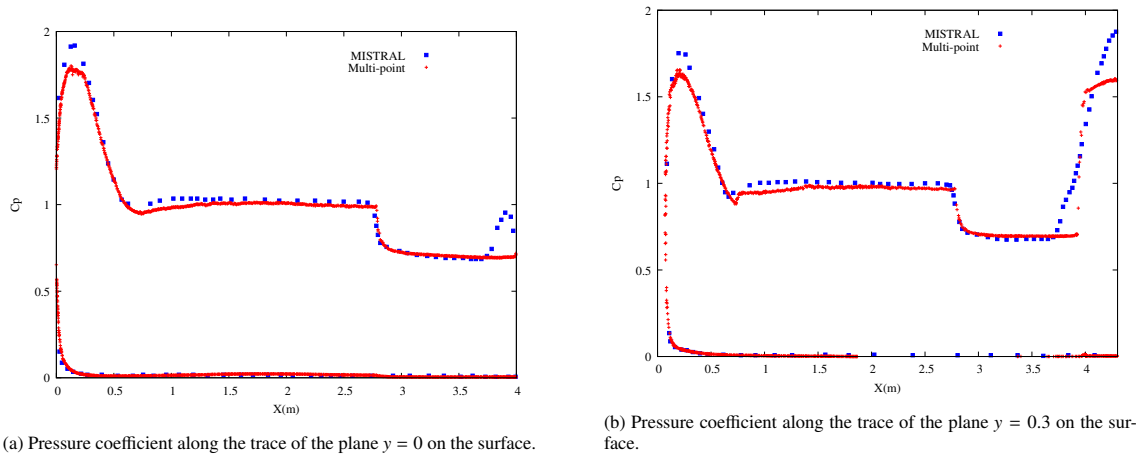 2
1.5
1
0.5
0
Cp
0
0.5
1
1.5
2
2.5
3
3.5
4
X(m)
MISTRAL
Multi-point
(a) Pressure coefficient along the trace of the plane y = 0 on the surface.
2
1.5
1
0.5
0
Cp
0
0.5
1
1.5
2
2.5
3
3.5
4
X(m)
MISTRAL
Multi-point
(b) Pressure coefficient along the trace of the plane y = 0.3 on the sur-
face.